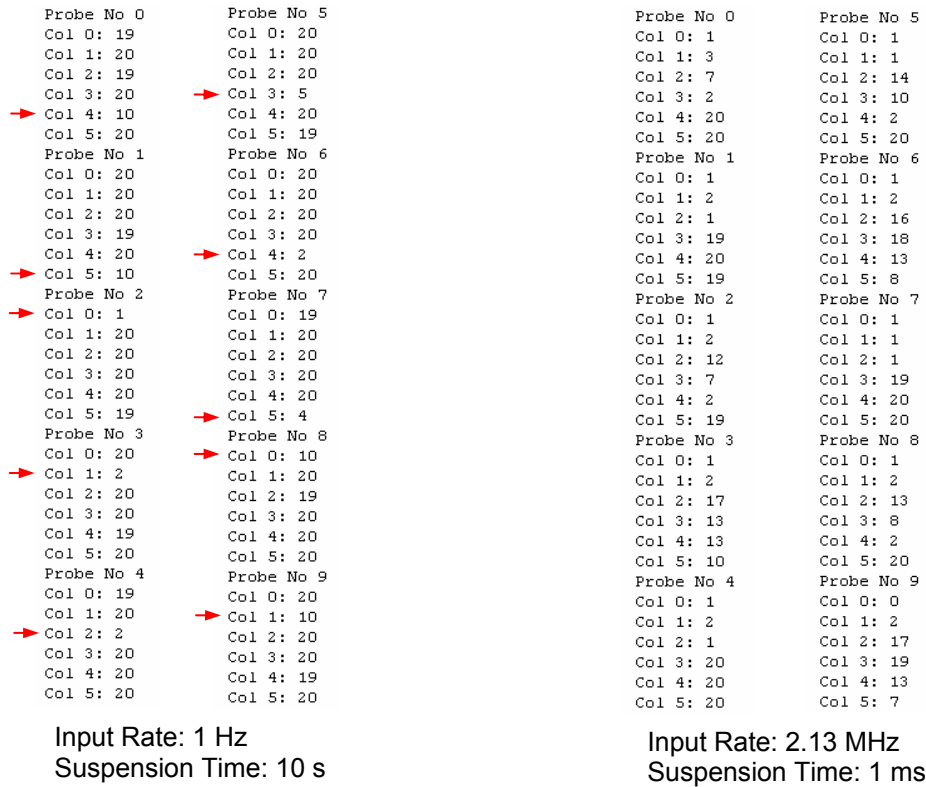 Probe No 0
Col 0: 19
Col 1: 20
Col 2: 19
Col 3: 20
Col 4: 10
Col 5: 20
Probe No 1
Col 0: 20
Col 1: 20
Col 2: 20
Col 3: 19
Col 4: 20
Col 5: 10
Probe No 2
Col 0: 1
Col 1: 20
Col 2: 20
Col 3: 20
Col 4: 20
Col 5: 19
Probe No 3
Col 0: 20
Col 1: 2
Col 2: 20
Col 3: 20
Col 4: 19
Col 5: 20
Probe No 4
Col 0: 19
Col 1: 20
Col 2: 2
Col 3: 20
Col 4: 20
Col 5: 20
Probe No 5
Col 0: 20
Col 1: 20
Col 2: 20
Col 3: 5
Col 4: 20
Col 5: 19
Probe No 6
Col 0: 20
Col 1: 20
Col 2: 20
Col 3: 20
Col 4: 2
Col 5: 20
Probe No 7
Col 0: 19
Col 1: 20
Col 2: 20
Col 3: 20
Col 4: 20
Col 5: 4
Probe No 8
Col 0: 10
Col 1: 20
Col 2: 19
Col 3: 20
Col 4: 20
Col 5: 20
Probe No 9
Col 0: 20
Col 1: 10
Col 2: 20
Col 3: 20
Col 4: 19
Col 5: 20
Input Rate: 1 Hz
Suspension Time: 10 s
Probe No 0
Col 0: 1
Col 1: 3
Col 2: 7
Col 3: 2
Col 4: 20
Col 5: 20
Probe No 1
Col 0: 1
Col 1: 2
Col 2: 1
Col 3: 19
Col 4: 20
Col 5: 19
Probe No 2
Col 0: 1
Col 1: 2
Col 2: 12
Col 3: 7
Col 4: 2
Col 5: 19
Probe No 3
Col 0: 1
Col 1: 2
Col 2: 17
Col 3: 13
Col 4: 13
Col 5: 10
Probe No 4
Col 0: 1
Col 1: 2
Col 2: 1
Col 3: 20
Col 4: 20
Col 5: 20
Probe No 5
Col 0: 1
Col 1: 1
Col 2: 14
Col 3: 10
Col 4: 2
Col 5: 20
Probe No 6
Col 0: 1
Col 1: 2
Col 2: 16
Col 3: 18
Col 4: 13
Col 5: 8
Probe No 7
Col 0: 1
Col 1: 1
Col 2: 1
Col 3: 19
Col 4: 20
Col 5: 20
Probe No 8
Col 0: 1
Col 1: 2
Col 2: 13
Col 3: 8
Col 4: 2
Col 5: 20
Probe No 9
Col 0: 0
Col 1: 2
Col 2: 17
Col 3: 19
Col 4: 13
Col 5: 7
Input Rate: 2.13 MHz
Suspension Time: 1 ms